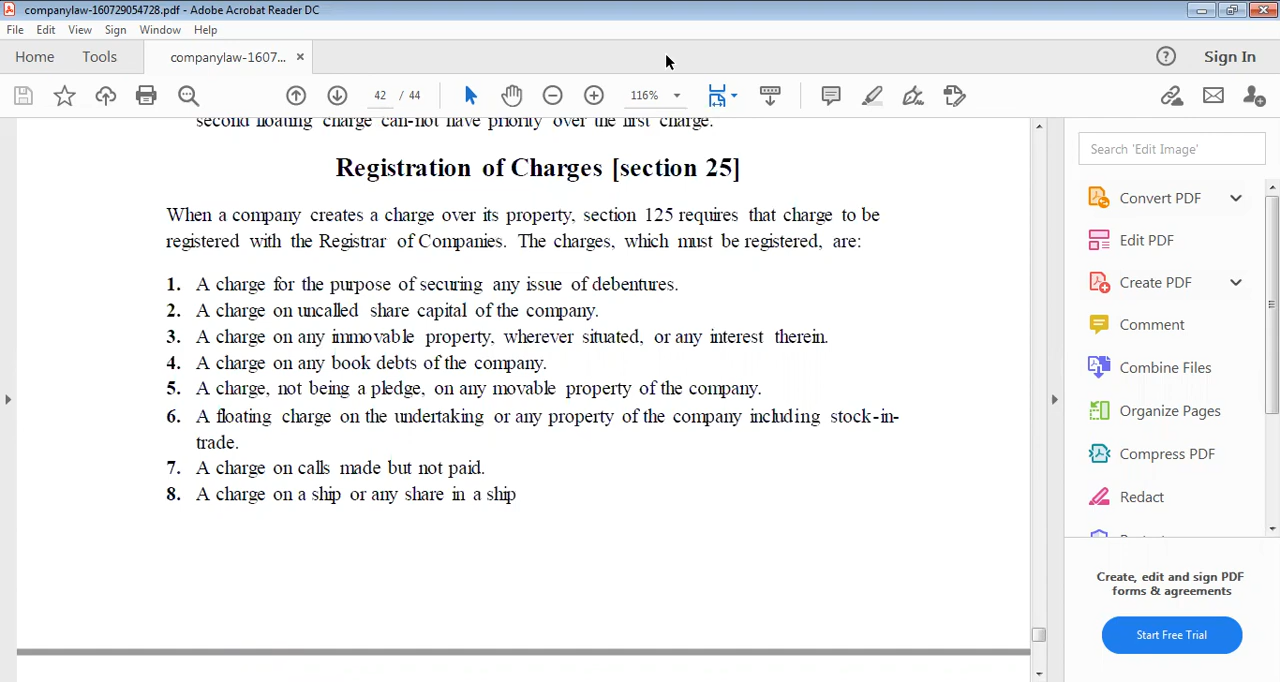 companylaw-160729054728.pdf - Adobe Acrobat Reader DC
File Edit View Sign Window Help
Home Tools companylaw-1607... × Sign In
42 / 44 116%
second floating charge can-not have priority over the first charge.
Registration of Charges [section 25]
When a company creates a charge over its property, section 125 requires that charge to be
registered with the Registrar of Companies. The charges, which must be registered, are:
1. A charge for the purpose of securing any issue of debentures.
2. A charge on uncalled share capital of the company.
3. A charge on any immovable property, wherever situated, or any interest therein.
4. A charge on any book debts of the company.
5. A charge, not being a pledge, on any movable property of the company.
6. A floating charge on the undertaking or any property of the company including stock-in-
trade.
7. A charge on calls made but not paid.
8. A charge on a ship or any share in a ship
Search 'Edit Image'
Convert PDF
Edit PDF
Create PDF
Comment
Combine Files
Organize Pages
Compress PDF
Redact
Create, edit and sign PDF
forms & agreements
Start Free Trial